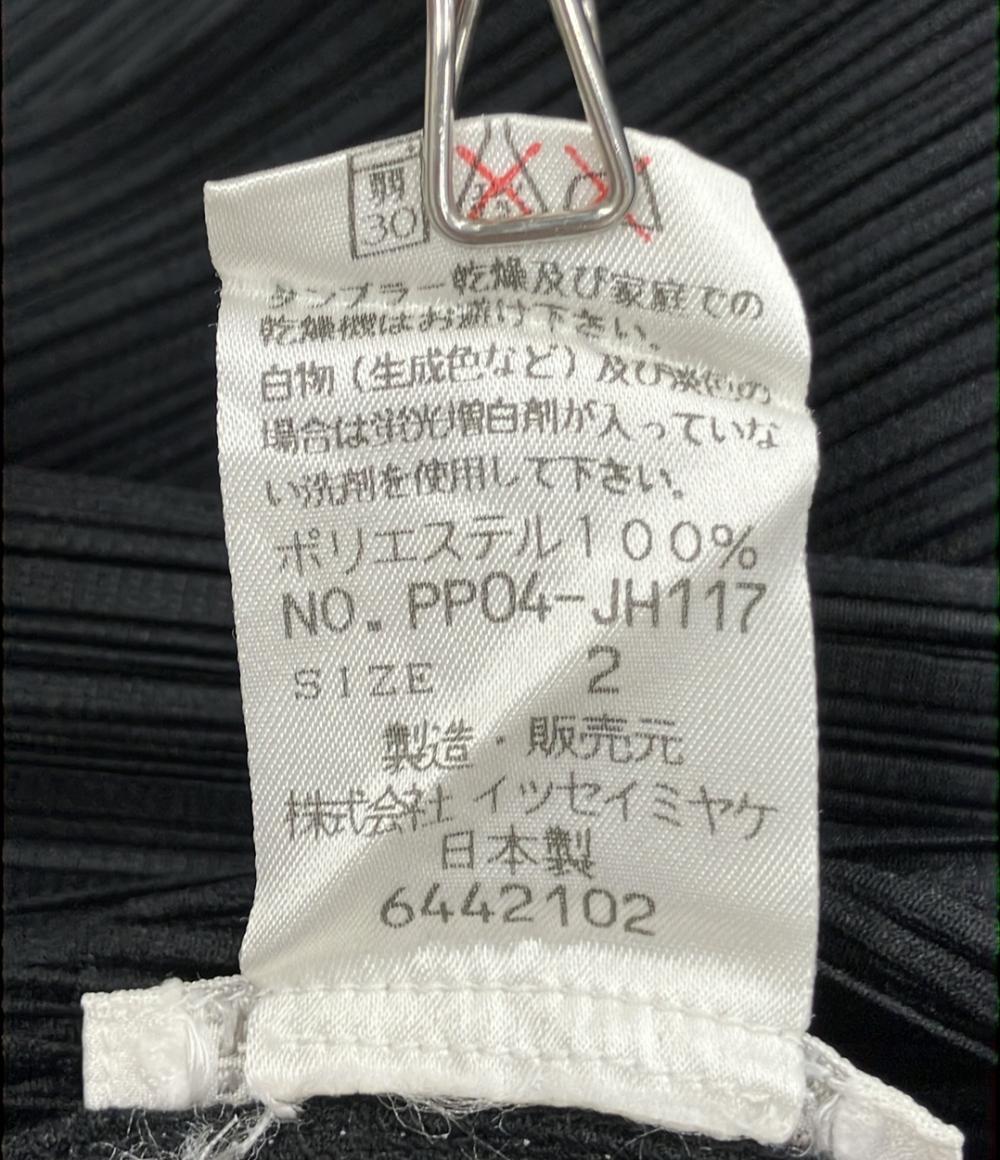 弱
30
タンブラー乾燥及び家庭での
乾燥機はお避け下さい。
白物（生成色など）及び淡色の
場合は蛍光増白剤が入っていな
い洗剤を使用して下さい。
ポリエステル100%
NO. PP04-JH117
SIZE 2
製造・販売元
株式会社 イッセイミヤケ
日本製
6442102